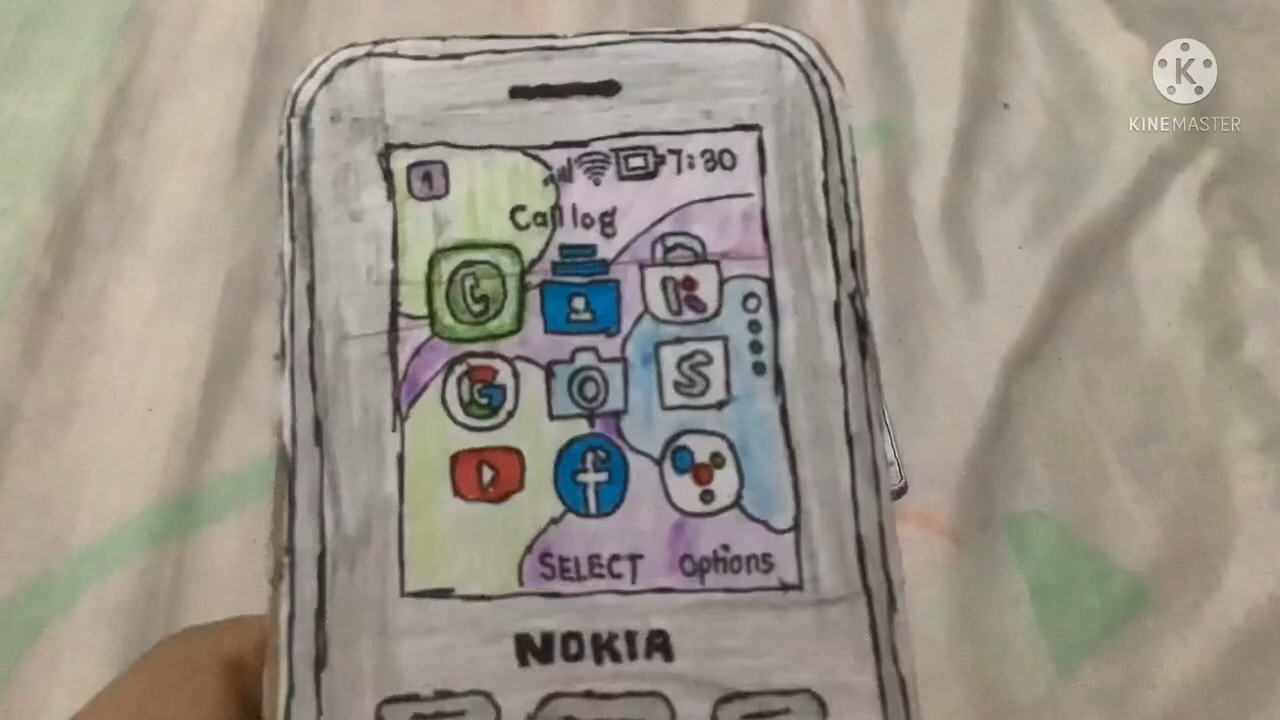 K
KINEMASTER
1 7:30
Call log
K
G S
f
SELECT Options
NOKIA